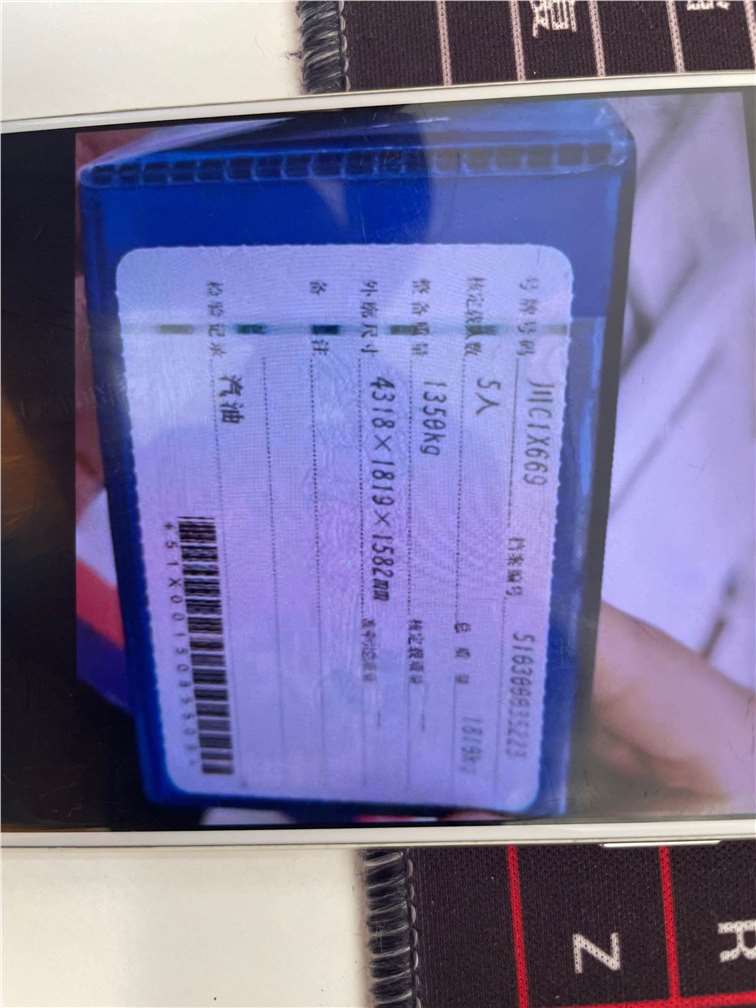 号牌号码 川C1X669 档案编号 510300035223
核定载人数 5人 总质量 1819kg
整备质量 1350kg 核定载质量 --
外廓尺寸 4318×1819×1582mm 准牵引总质量 --
备注
检验记录 汽油
Z
R